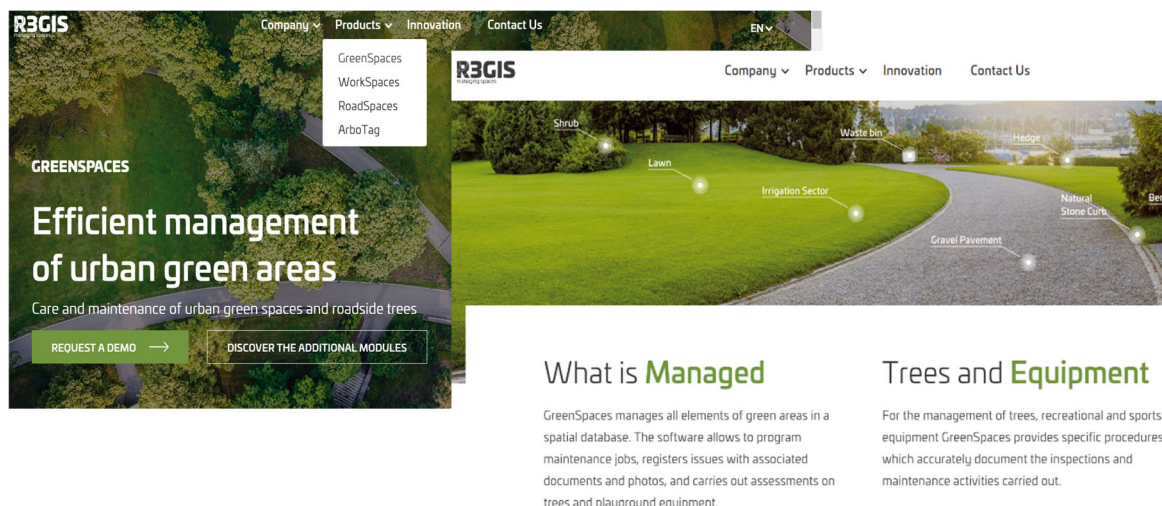 R3GIS
managing spaces
Company
Products
Innovation
Contact Us
EN
GreenSpaces
WorkSpaces
RoadSpaces
ArboTag
GREENSPACES
Efficient management
of urban green areas
Care and maintenance of urban green spaces and roadside trees
REQUEST A DEMO
DISCOVER THE ADDITIONAL MODULES
R3GIS
managing spaces
Company
Products
Innovation
Contact Us
Shrub
Lawn
Waste bin
Irrigation Sector
Hedge
Natural
Stone Curb
Gravel Pavement
What is Managed
GreenSpaces manages all elements of green areas in a
spatial database. The software allows to program
maintenance jobs, registers issues with associated
documents and photos, and carries out assessments on
trees and playground equipment.
Trees and Equipment
For the management of trees, recreational and sports
equipment GreenSpaces provides specific procedures
which accurately document the inspections and
maintenance activities carried out.